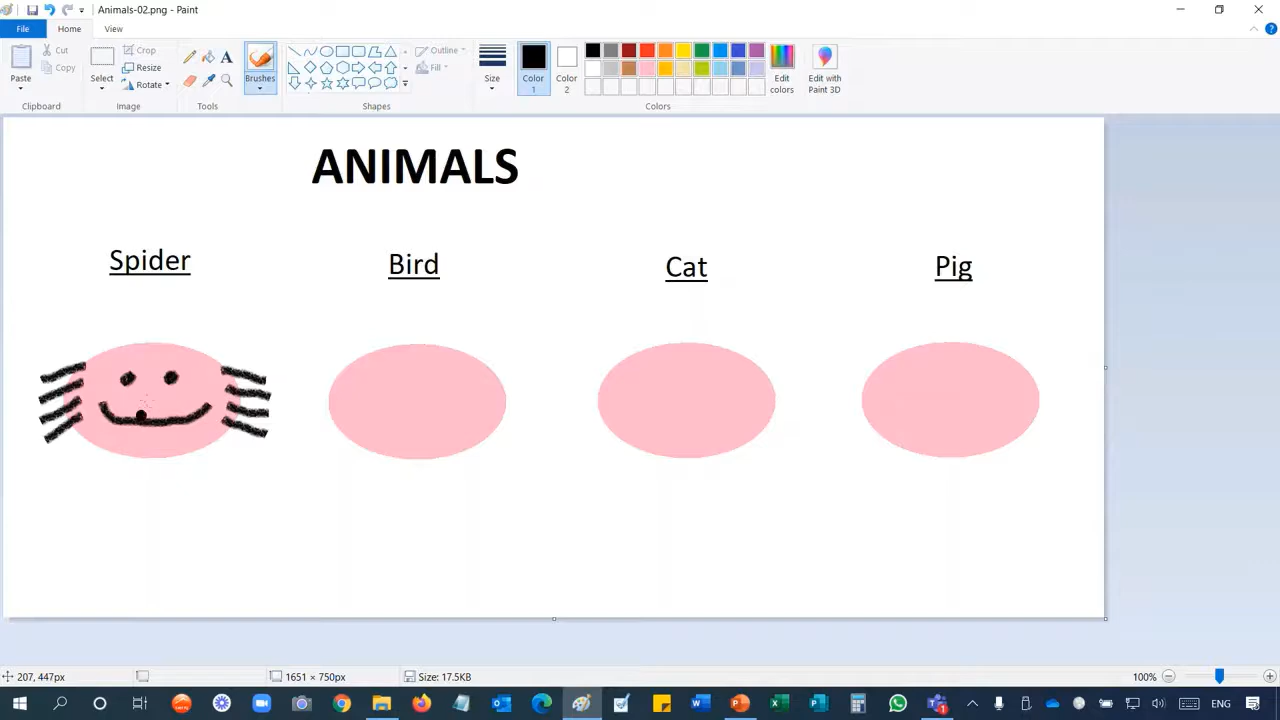 Animals-02.png - Paint
File
Home
View
Paste
Cut
Copy
Clipboard
Select
Crop
Resize
Rotate
Image
Tools
Brushes
Shapes
Outline
Fill
Size
Color 1
Color 2
Colors
Edit colors
Edit with Paint 3D
ANIMALS
Spider
Bird
Cat
Pig
207, 447px
1651 × 750px
Size: 17.5KB
100%
ENG